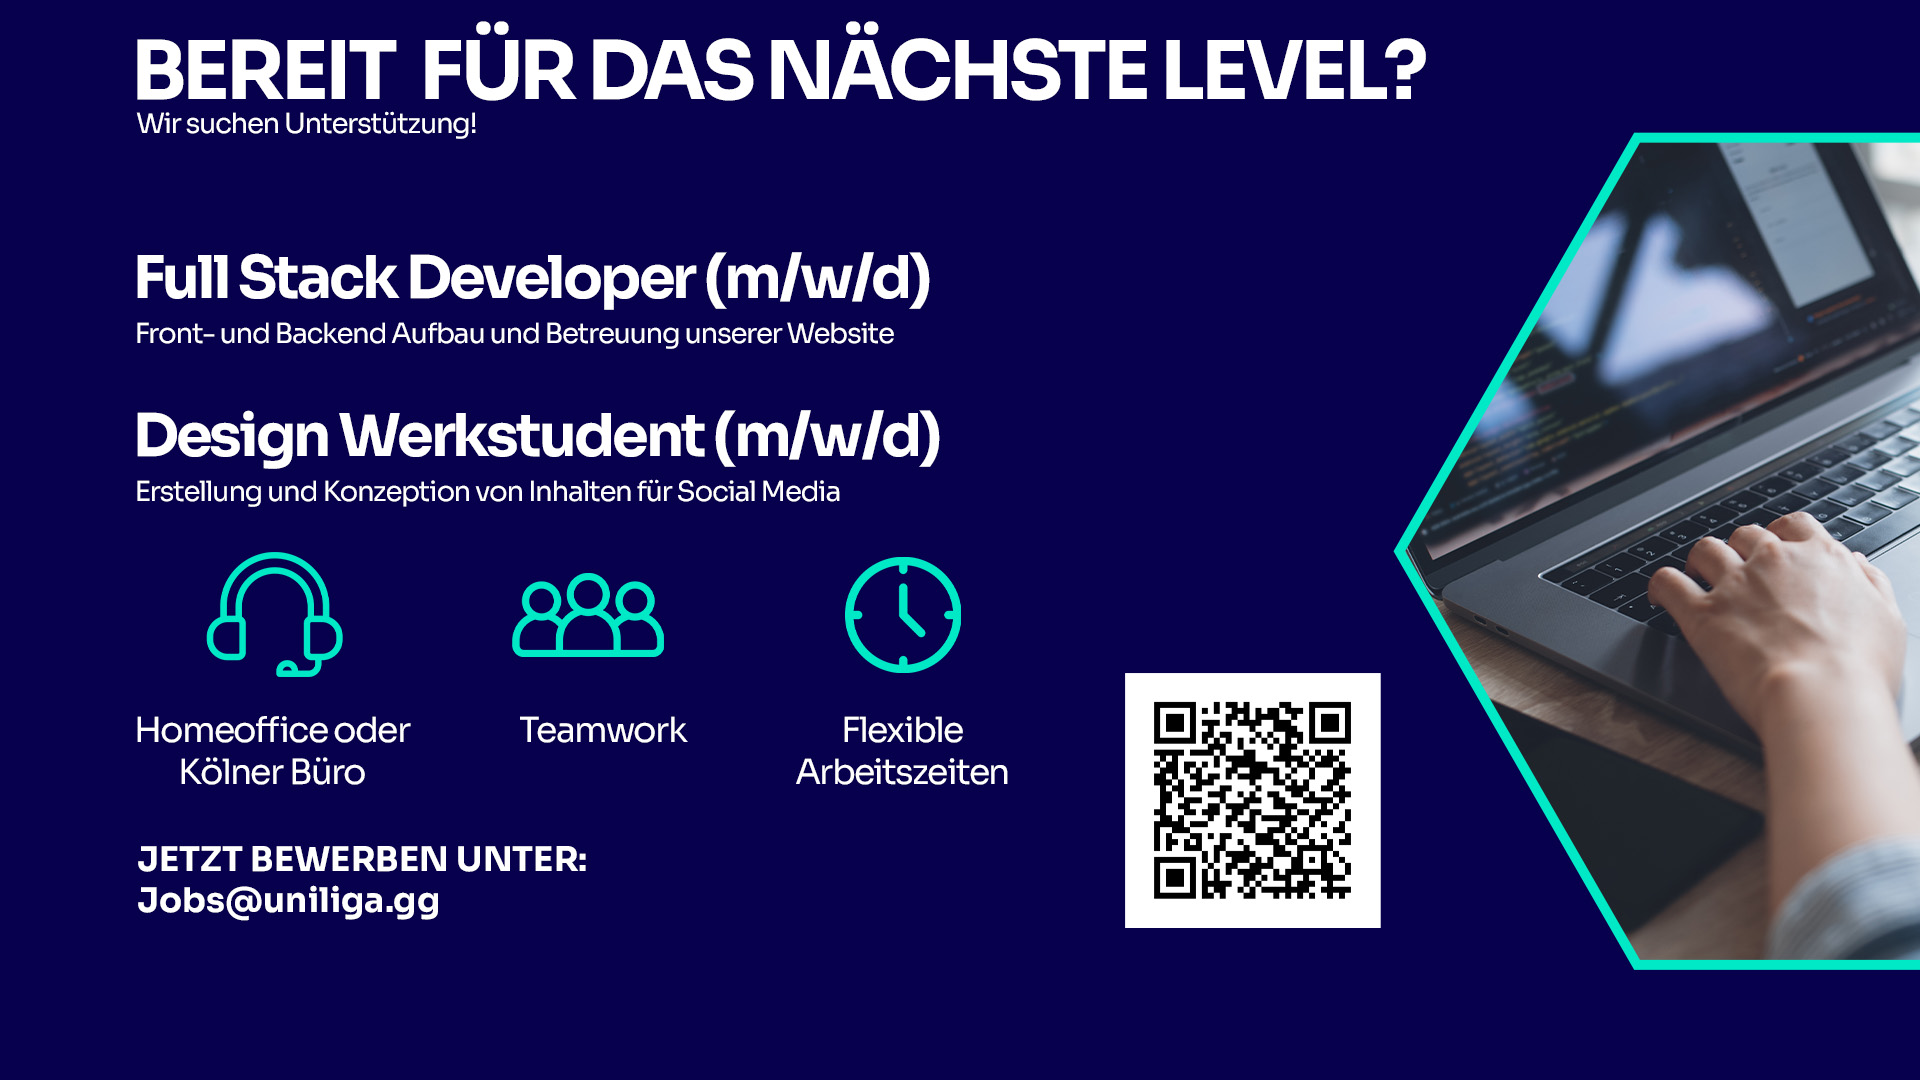 BEREIT FÜR DAS NÄCHSTE LEVEL?
Wir suchen Unterstützung!
Full Stack Developer (m/w/d)
Front- und Backend Aufbau und Betreuung unserer Website
Design Werkstudent (m/w/d)
Erstellung und Konzeption von Inhalten für Social Media
Homeoffice oder
Kölner Büro
Teamwork
Flexible
Arbeitszeiten
JETZT BEWERBEN UNTER:
Jobs@uniliga.gg